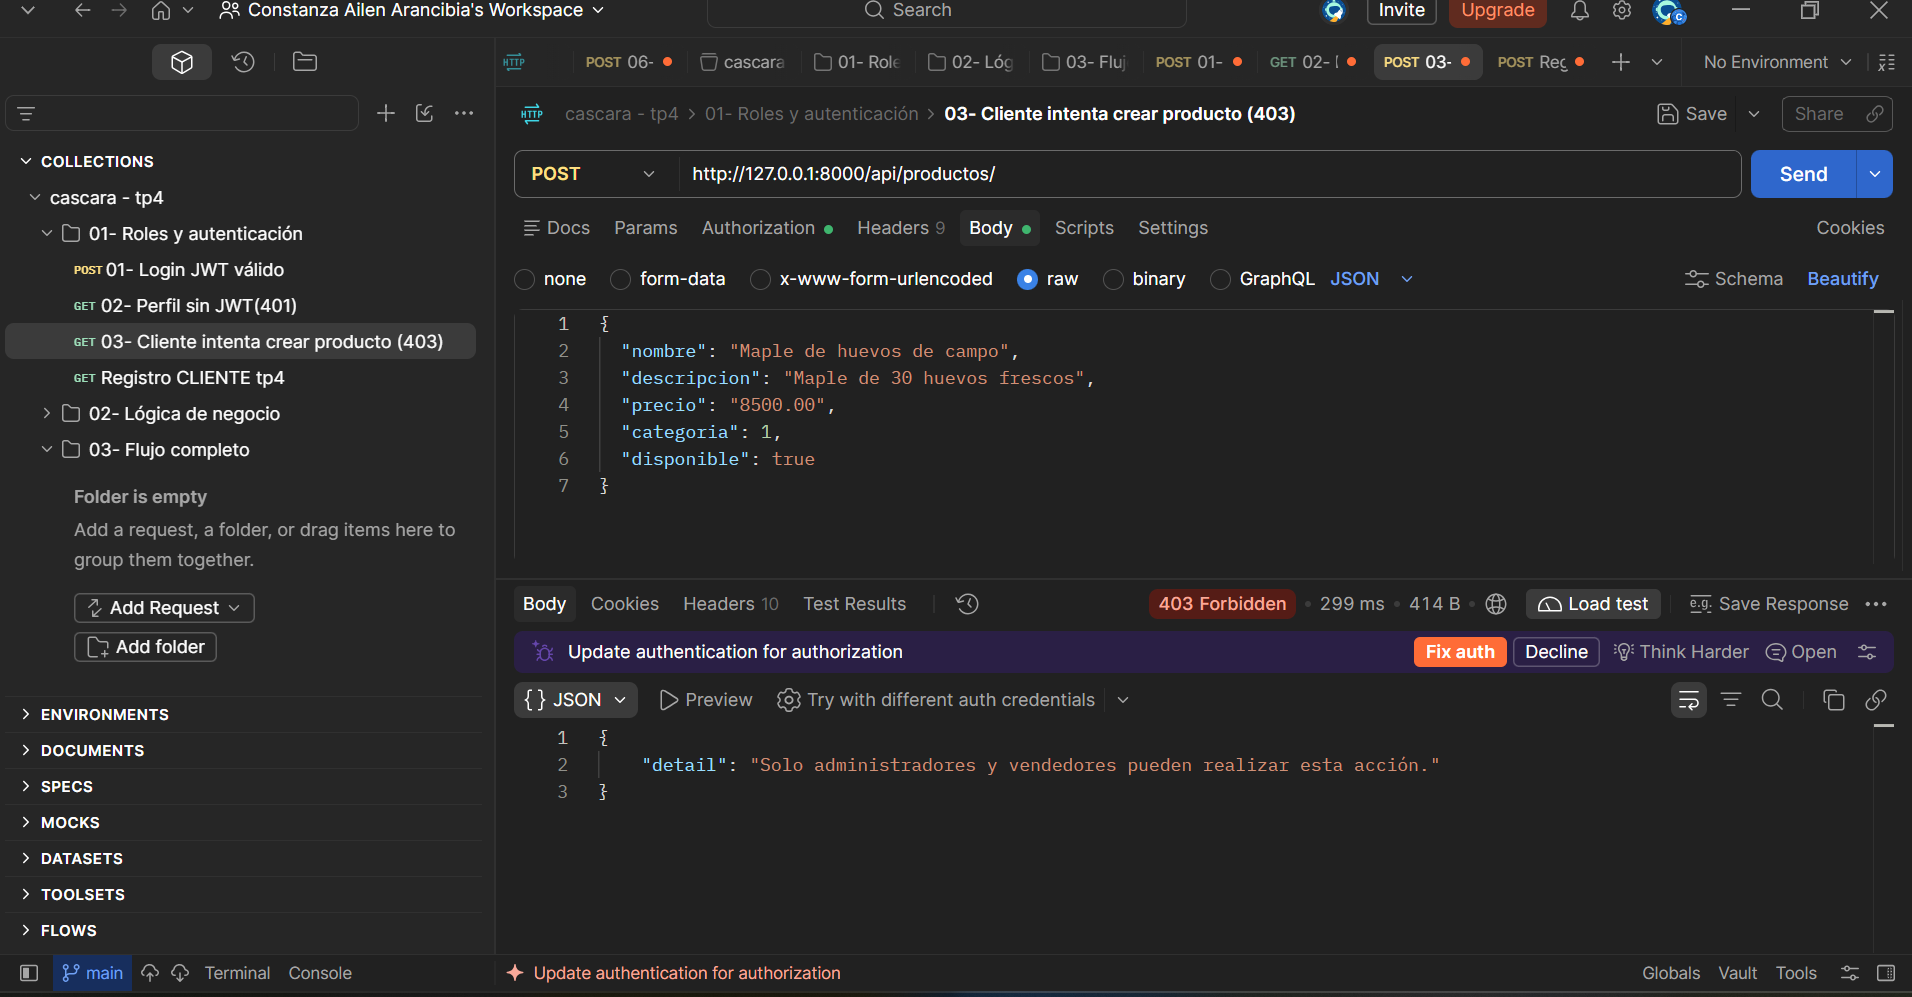 Constanza Ailen Arancibia's Workspace
Search
Invite
Upgrade
HTTP
POST 06-
cascara
01- Role
02- Lóg
03- Fluj
POST 01-
GET 02- [
POST 03-
POST Reg
No Environment
HTTP
cascara - tp4 > 01- Roles y autenticación > 03- Cliente intenta crear producto (403)
Save
Share
COLLECTIONS
cascara - tp4
01- Roles y autenticación
POST 01- Login JWT válido
GET 02- Perfil sin JWT(401)
GET 03- Cliente intenta crear producto (403)
GET Registro CLIENTE tp4
02- Lógica de negocio
03- Flujo completo
Folder is empty
Add a request, a folder, or drag items here to
group them together.
Add Request
Add folder
ENVIRONMENTS
DOCUMENTS
SPECS
MOCKS
DATASETS
TOOLSETS
FLOWS
POST
http://127.0.0.1:8000/api/productos/
Send
Docs
Params
Authorization
Headers 9
Body
Scripts
Settings
Cookies
none
form-data
x-www-form-urlencoded
raw
binary
GraphQL
JSON
Schema
Beautify
1 {
2 "nombre": "Maple de huevos de campo",
3 "descripcion": "Maple de 30 huevos frescos",
4 "precio": "8500.00",
5 "categoria": 1,
6 "disponible": true
7 }
Body
Cookies
Headers 10
Test Results
403 Forbidden
299 ms
414 B
Load test
e.g. Save Response
Update authentication for authorization
Fix auth
Decline
Think Harder
Open
{} JSON
Preview
Try with different auth credentials
1 {
2 "detail": "Solo administradores y vendedores pueden realizar esta acción."
3 }
main
Terminal
Console
Update authentication for authorization
Globals
Vault
Tools